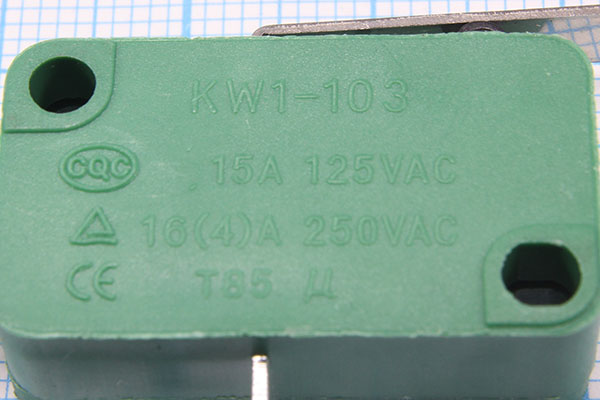 KW1-103
CQC 15A 125VAC
16(4)A 250VAC
CE T85 μ